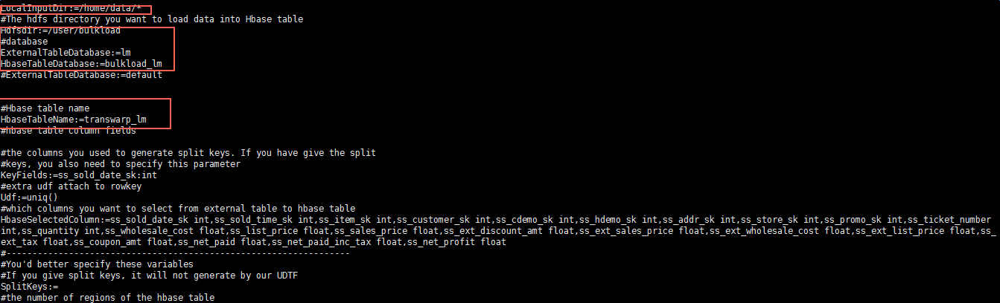 LocalInputDir:=/home/data/*
#The hdfs directory you want to load data into Hbase table
Hdfsdir:=/user/bulkload
#database
ExternalTableDatabase:=lm
HbaseTableDatabase:=bulkload_lm
#ExternalTableDatabase:=default
#Hbase table name
HbaseTableName:=transwarp_lm
#hbase table column fields
#the columns you used to generate split keys. If you have give the split
#keys, you also need to specify this parameter
KeyFields:=ss_sold_date_sk:int
#extra udf attach to rowkey
Udf:=uniq()
#which columns you want to select from external table to hbase table
HbaseSelectedColumn:=ss_sold_date_sk int,ss_sold_time_sk int,ss_item_sk int,ss_customer_sk int,ss_cdemo_sk int,ss_hdemo_sk int,ss_addr_sk int,ss_store_sk int,ss_promo_sk int,ss_ticket_number
int,ss_quantity int,ss_wholesale_cost float,ss_list_price float,ss_sales_price float,ss_ext_discount_amt float,ss_ext_sales_price float,ss_ext_wholesale_cost float,ss_ext_list_price float,ss_
ext_tax float,ss_coupon_amt float,ss_net_paid float,ss_net_paid_inc_tax float,ss_net_profit float
#------------------------------------------------------------------
#You'd better specify these variables
#If you give split keys, it will not generate by our UDTF
SplitKeys:=
#the number of regions of the hbase table